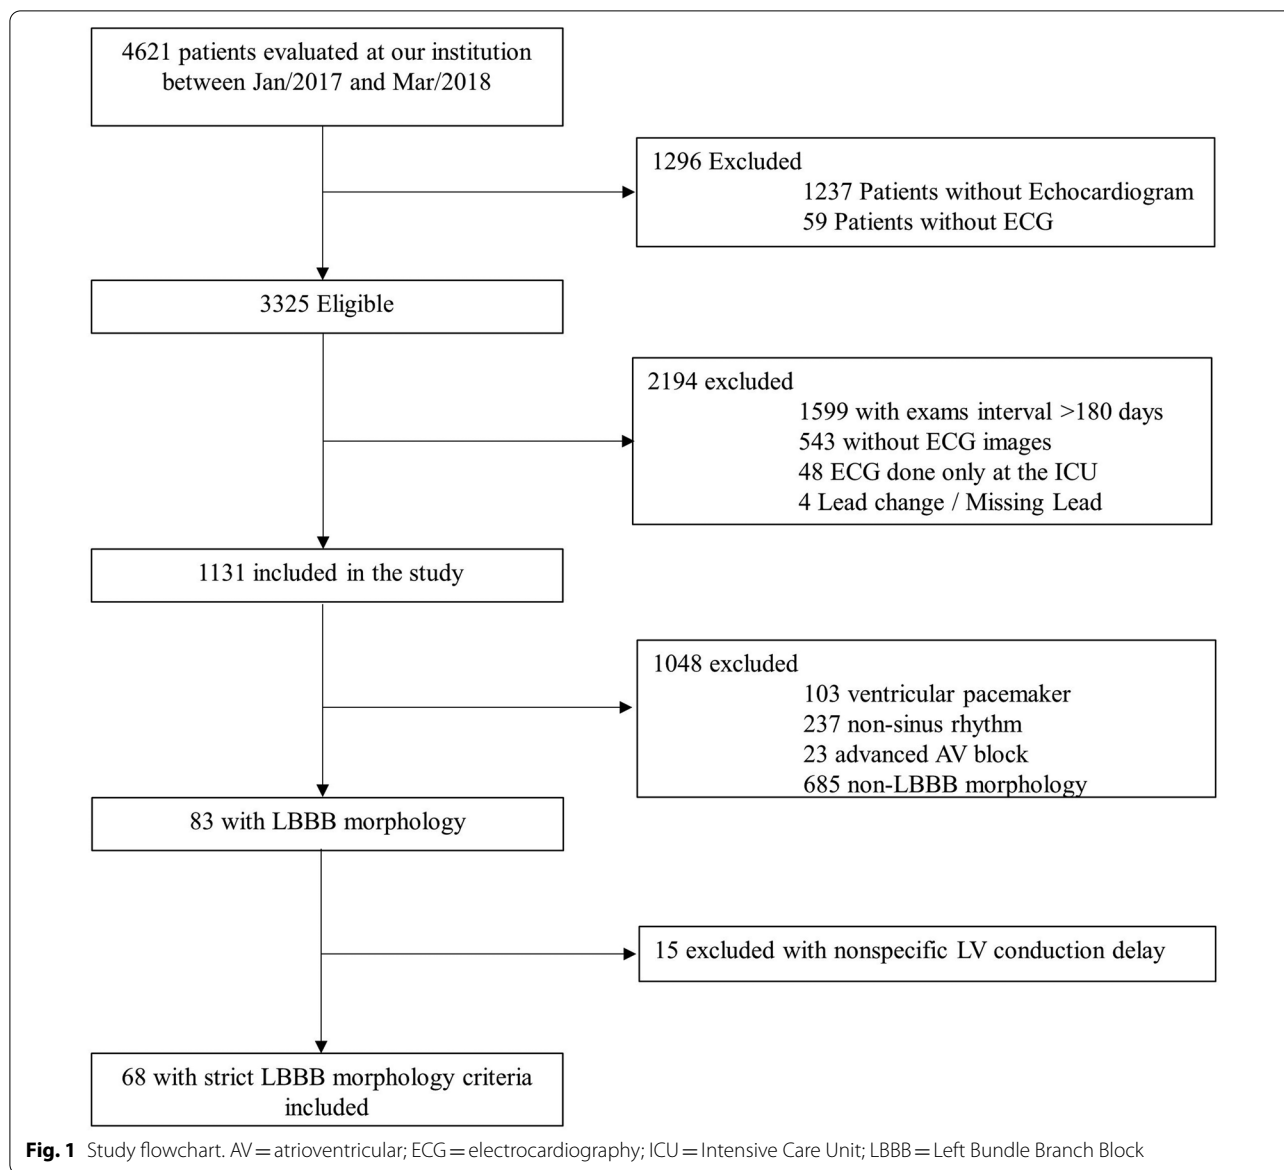 4621 patients evaluated at our institution
between Jan/2017 and Mar/2018
1296 Excluded
1237 Patients without Echocardiogram
59 Patients without ECG
3325 Eligible
2194 excluded
1599 with exams interval >180 days
543 without ECG images
48 ECG done only at the ICU
4 Lead change / Missing Lead
1131 included in the study
1048 excluded
103 ventricular pacemaker
237 non-sinus rhythm
23 advanced AV block
685 non-LBBB morphology
83 with LBBB morphology
15 excluded with nonspecific LV conduction delay
68 with strict LBBB morphology criteria
included
Fig. 1 Study flowchart. AV = atrioventricular; ECG = electrocardiography; ICU = Intensive Care Unit; LBBB = Left Bundle Branch Block